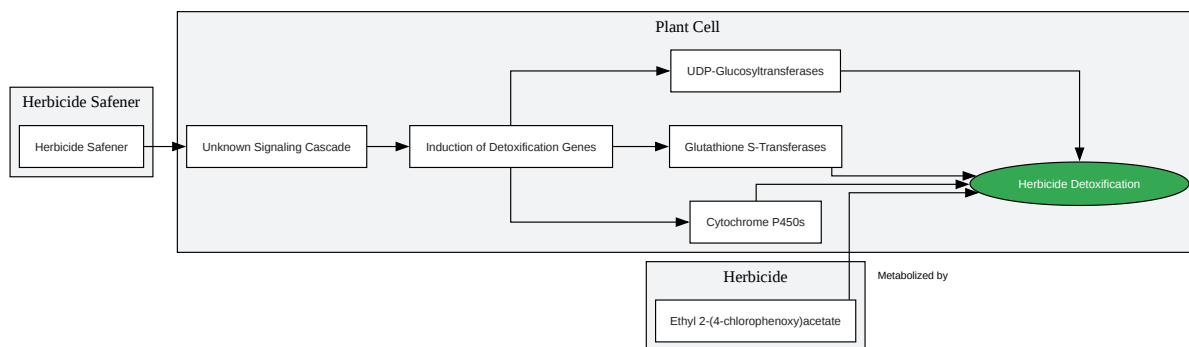 Plant Cell
Herbicide Safener
Herbicide Safener
Unknown Signaling Cascade
Induction of Detoxification Genes
UDP-Glucosyltransferases
Glutathione S-Transferases
Cytochrome P450s
Herbicide Detoxification
Herbicide
Metabolized by
Ethyl 2-(4-chlorophenoxy)acetate